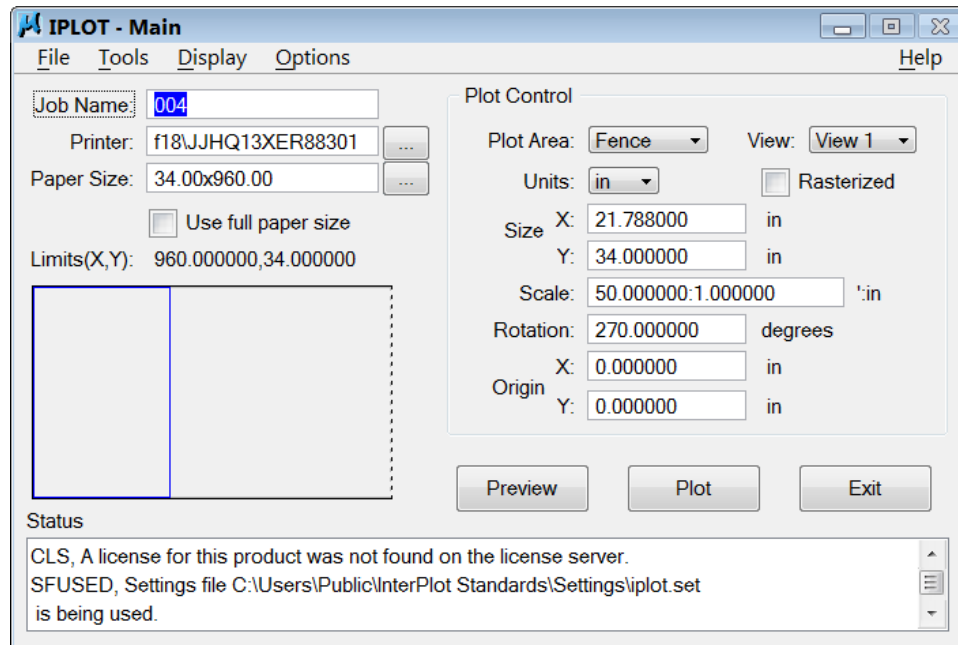 IPLOT - Main
File Tools Display Options Help
Job Name: 004
Printer: f18\JJHQ13XER88301 ...
Paper Size: 34.00x960.00 ...
Use full paper size
Limits(X,Y): 960.000000,34.000000
Plot Control
Plot Area: Fence View: View 1
Units: in Rasterized
Size X: 21.788000 in
Y: 34.000000 in
Scale: 50.000000:1.000000 ':in
Rotation: 270.000000 degrees
Origin X: 0.000000 in
Y: 0.000000 in
Preview Plot Exit
Status
CLS, A license for this product was not found on the license server.
SFUSED, Settings file C:\Users\Public\InterPlot Standards\Settings\iplot.set
is being used.